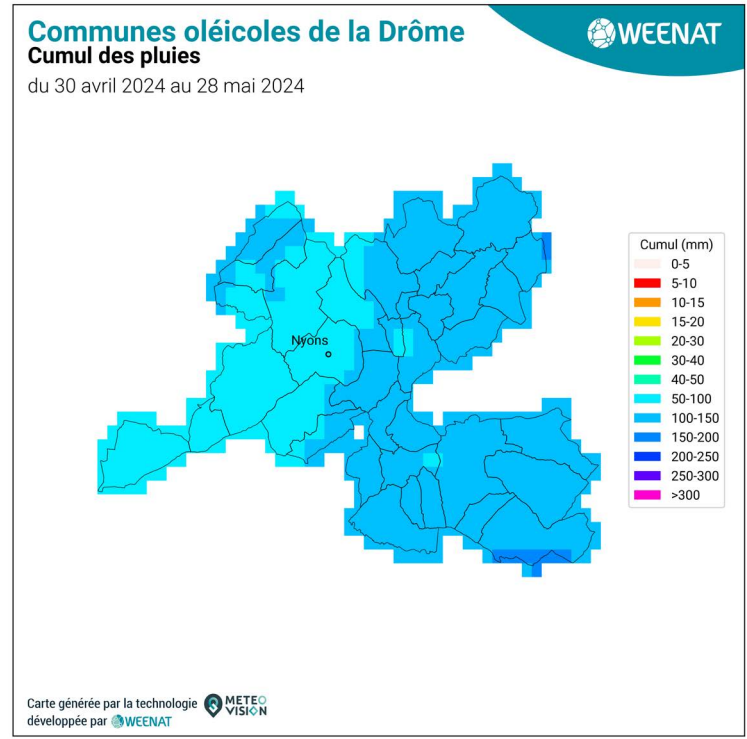 Communes oléicoles de la Drôme
Cumul des pluies
du 30 avril 2024 au 28 mai 2024
WEENAT
Nyons
Cumul (mm)
0-5
5-10
10-15
15-20
20-30
30-40
40-50
50-100
100-150
150-200
200-250
250-300
>300
Carte générée par la technologie METEO VISION
développée par WEENAT